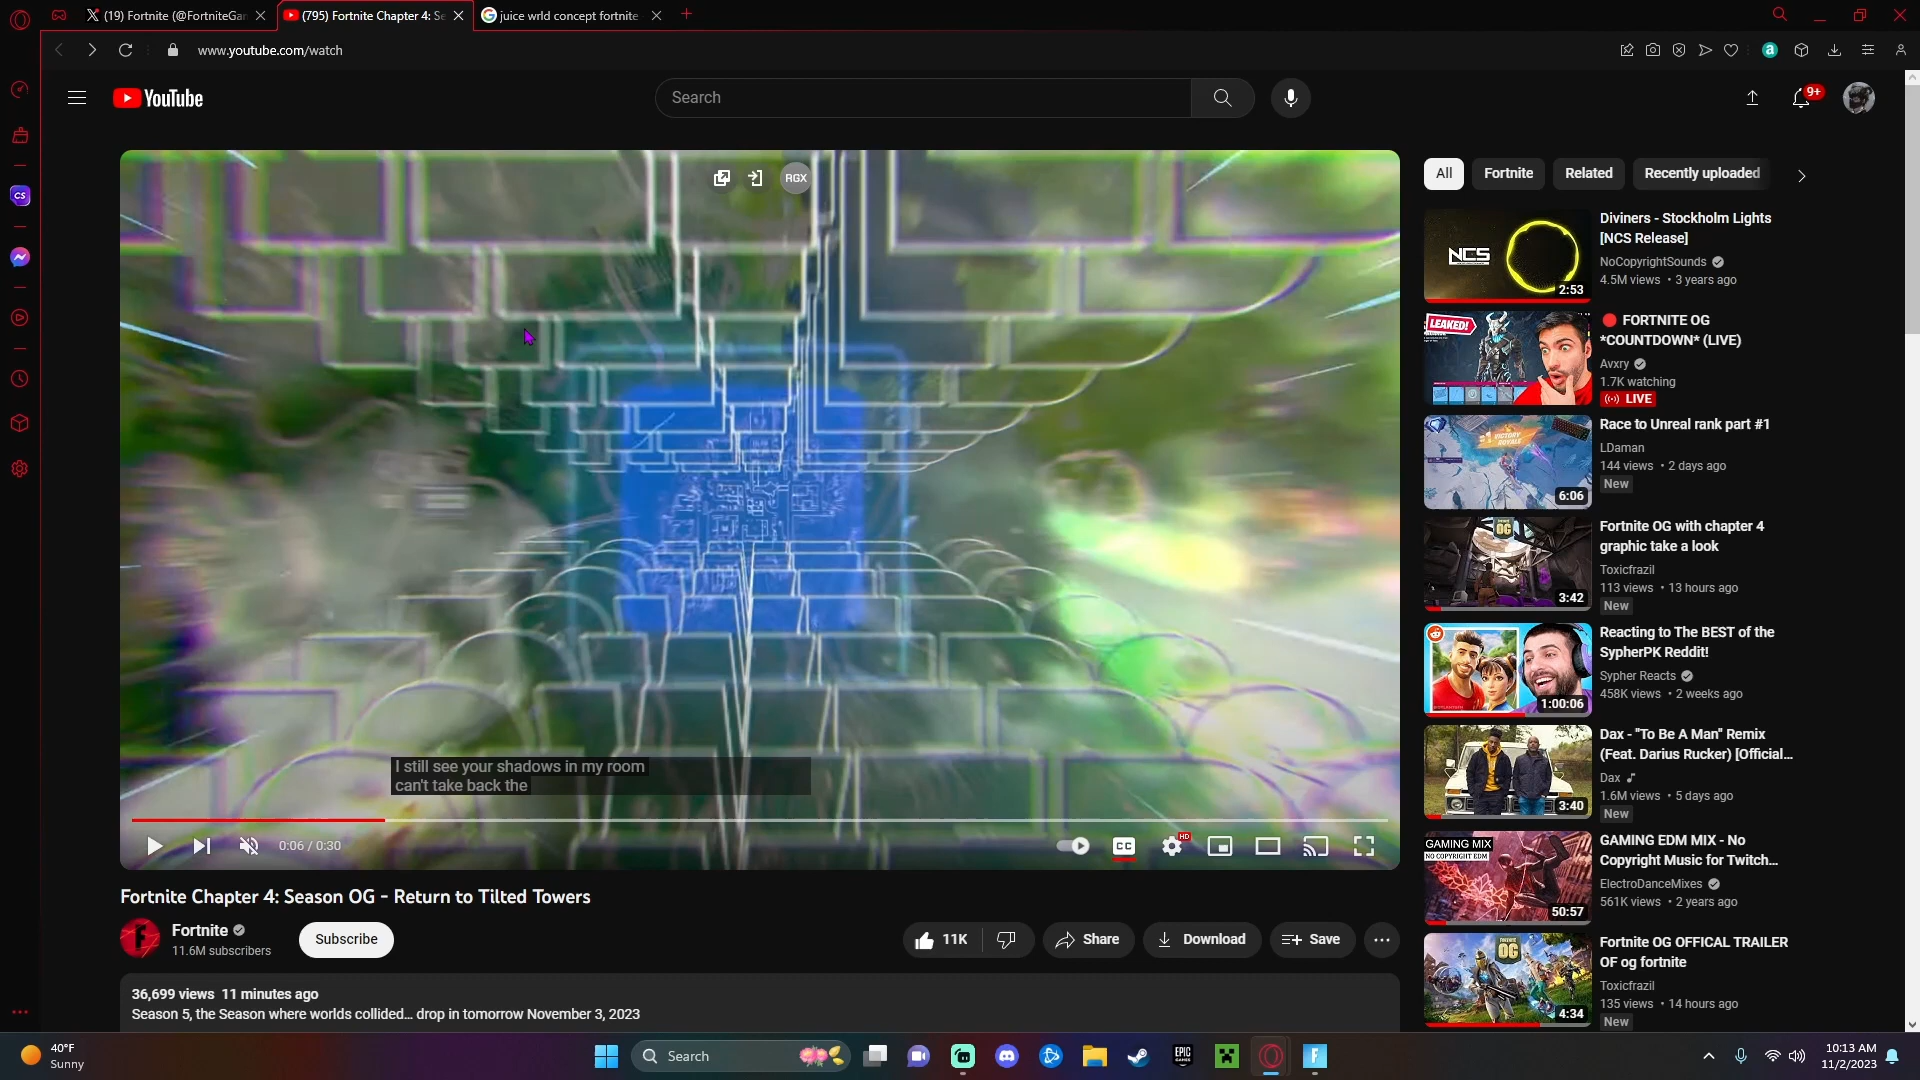 (19) Fortnite (@FortniteGam
(795) Fortnite Chapter 4: Se
juice wrld concept fortnite
www.youtube.com/watch
YouTube
Search
9+
RGX
I still see your shadows in my room
can't take back the
0:06 / 0:30
CC
HD
Fortnite Chapter 4: Season OG - Return to Tilted Towers
Fortnite
11.6M subscribers
Subscribe
11K
Share
Download
Save
36,699 views 11 minutes ago
Season 5, the Season where worlds collided... drop in tomorrow November 3, 2023
All
Fortnite
Related
Recently uploaded
NCS
2:53
Diviners - Stockholm Lights
[NCS Release]
NoCopyrightSounds
4.5M views • 3 years ago
LEAKED!
FORTNITE OG
*COUNTDOWN* (LIVE)
Avxry
1.7K watching
LIVE
VICTORY
ROYALE
6:06
Race to Unreal rank part #1
LDaman
144 views • 2 days ago
New
OG
3:42
Fortnite OG with chapter 4
graphic take a look
Toxicfrazil
113 views • 13 hours ago
New
1:00:06
Reacting to The BEST of the
SypherPK Reddit!
Sypher Reacts
458K views • 2 weeks ago
3:40
Dax - "To Be A Man" Remix
(Feat. Darius Rucker) [Official...
Dax
1.6M views • 5 days ago
New
GAMING MIX
NO COPYRIGHT EDM
50:57
GAMING EDM MIX - No
Copyright Music for Twitch...
ElectroDanceMixes
561K views • 2 years ago
OG
4:34
Fortnite OG OFFICAL TRAILER
OF og fortnite
Toxicfrazil
135 views • 14 hours ago
New
40°F
Sunny
Search
EPIC
GAMES
10:13 AM
11/2/2023